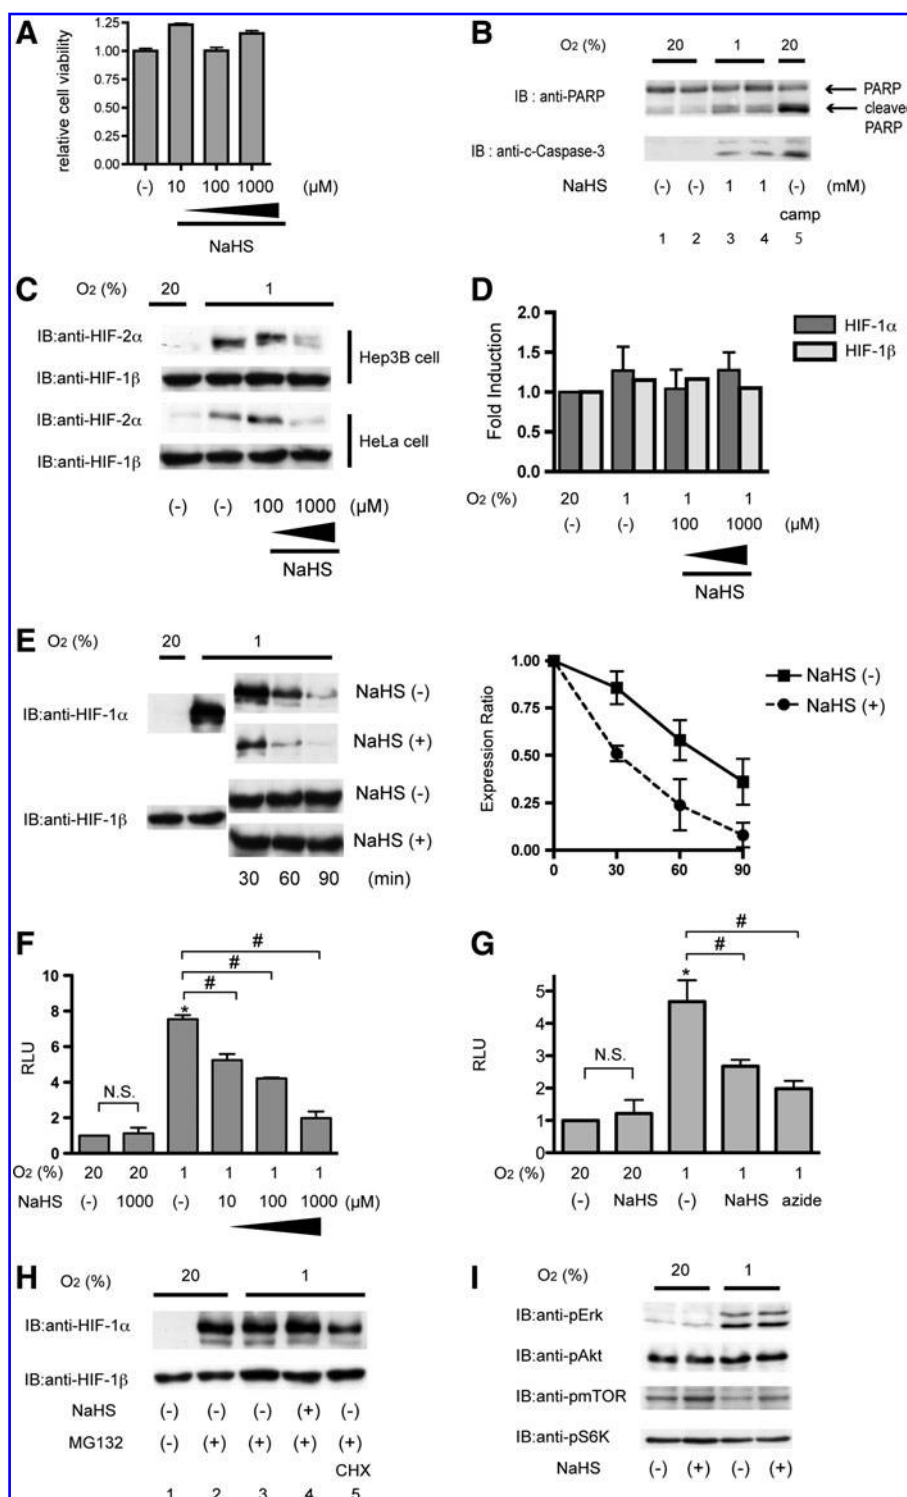 A
relative cell viability
1.25
1.00
0.75
0.50
0.25
0.00
(-) 10 100 1000 (μM)
NaHS
B
O2 (%) 20 1 20
IB : anti-PARP
PARP
cleave
PARP
IB : anti-c-Caspase-3
NaHS (-) (-) 1 1 (-) (mM)
camp
1 2 3 4 5
C
O2 (%) 20 1
IB:anti-HIF-2α
Hep3B cell
IB:anti-HIF-1β
IB:anti-HIF-2α
HeLa cell
IB:anti-HIF-1β
(-) (-) 100 1000 (μM)
NaHS
D
Fold Induction
2.0
1.5
1.0
0.5
0.0
HIF-1α
HIF-1β
O2 (%) 20 1 1 1
(-) (-) 100 1000 (μM)
NaHS
E
O2 (%) 20 1
IB:anti-HIF-1α
NaHS (-)
NaHS (+)
IB:anti-HIF-1β
NaHS (-)
NaHS (+)
30 60 90 (min)
Expression Ratio
1.00
0.75
0.50
0.25
0.00
0 30 60 90
NaHS (-)
NaHS (+)
F
RLU
10
8
6
4
2
0
N.S.
*
#
#
#
O2 (%) 20 20 1 1 1 1
NaHS (-) 1000 (-) 10 100 1000 (μM)
G
RLU
5
4
3
2
1
0
N.S.
*
#
#
O2 (%) 20 20 1 1 1
(-) NaHS (-) NaHS azide
H
O2 (%) 20 1
IB:anti-HIF-1α
IB:anti-HIF-1β
NaHS (-) (-) (-) (+) (-)
MG132 (-) (+) (+) (+) (+)
CHX
1 2 3 4 5
I
O2 (%) 20 1
IB:anti-pErk
IB:anti-pAkt
IB:anti-pmTOR
IB:anti-pS6K
NaHS (-) (+) (-) (+)